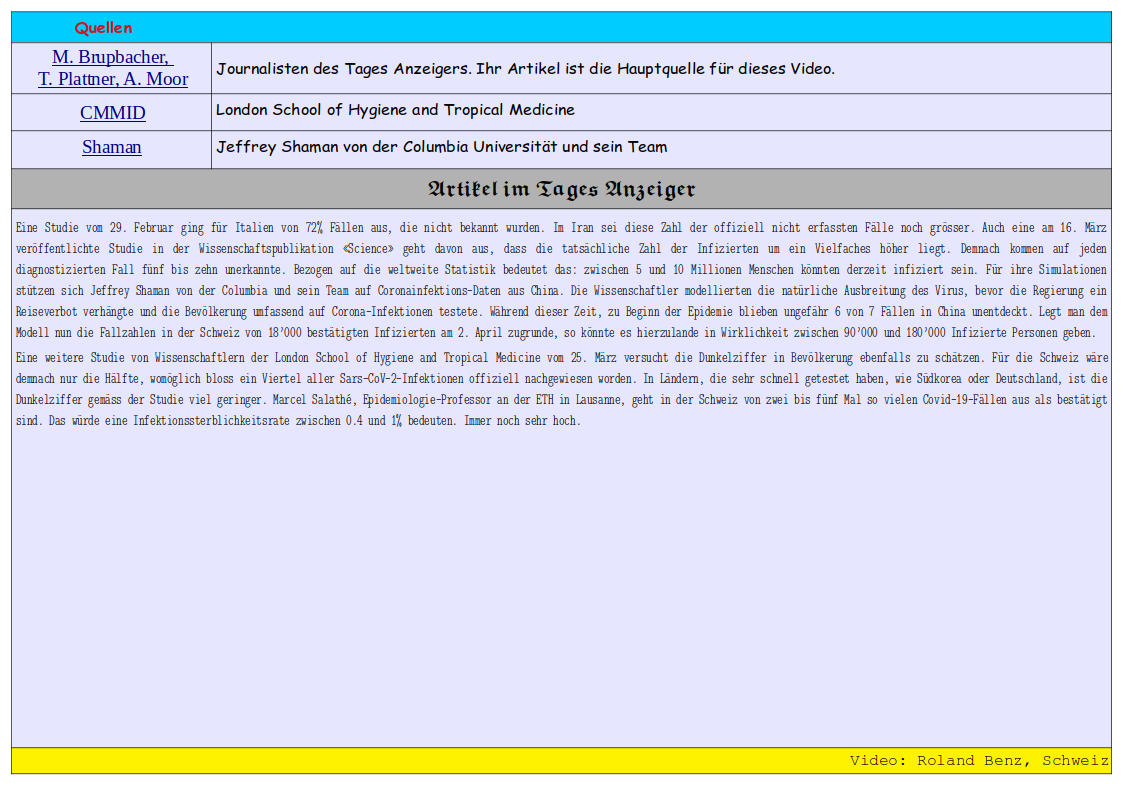 Quellen
M. Brupbacher,
T. Plattner, A. Moor
Journalisten des Tages Anzeigers. Ihr Artikel ist die Hauptquelle für dieses Video.
CMMID
London School of Hygiene and Tropical Medicine
Shaman
Jeffrey Shaman von der Columbia Universität und sein Team
Artikel im Tages Anzeiger
Eine Studie vom 29. Februar ging für Italien von 72% Fällen aus, die nicht bekannt wurden. Im Iran sei diese Zahl der offiziell nicht erfassten Fälle noch grösser. Auch eine am 16. März
veröffentlichte Studie in der Wissenschaftspublikation «Science» geht davon aus, dass die tatsächliche Zahl der Infizierten um ein Vielfaches höher liegt. Demnach kommen auf jeden
diagnostizierten Fall fünf bis zehn unerkannte. Bezogen auf die weltweite Statistik bedeutet das: zwischen 5 und 10 Millionen Menschen könnten derzeit infiziert sein. Für ihre Simulationen
stützen sich Jeffrey Shaman von der Columbia und sein Team auf Coronainfektions-Daten aus China. Die Wissenschaftler modellierten die natürliche Ausbreitung des Virus, bevor die Regierung ein
Reiseverbot verhängte und die Bevölkerung umfassend auf Corona-Infektionen testete. Während dieser Zeit, zu Beginn der Epidemie blieben ungefähr 6 von 7 Fällen in China unentdeckt. Legt man dem
Modell nun die Fallzahlen in der Schweiz von 18’000 bestätigten Infizierten am 2. April zugrunde, so könnte es hierzulande in Wirklichkeit zwischen 90’000 und 180’000 Infizierte Personen geben.
Eine weitere Studie von Wissenschaftlern der London School of Hygiene and Tropical Medicine vom 25. März versucht die Dunkelziffer in Bevölkerung ebenfalls zu schätzen. Für die Schweiz wäre
demnach nur die Hälfte, womöglich bloss ein Viertel aller Sars-CoV-2-Infektionen offiziell nachgewiesen worden. In Ländern, die sehr schnell getestet haben, wie Südkorea oder Deutschland, ist die
Dunkelziffer gemäss der Studie viel geringer. Marcel Salathé, Epidemiologie-Professor an der ETH in Lausanne, geht in der Schweiz von zwei bis fünf Mal so vielen Covid-19-Fällen aus als bestätigt
sind. Das würde eine Infektionssterblichkeitsrate zwischen 0.4 und 1% bedeuten. Immer noch sehr hoch.
Video: Roland Benz, Schweiz